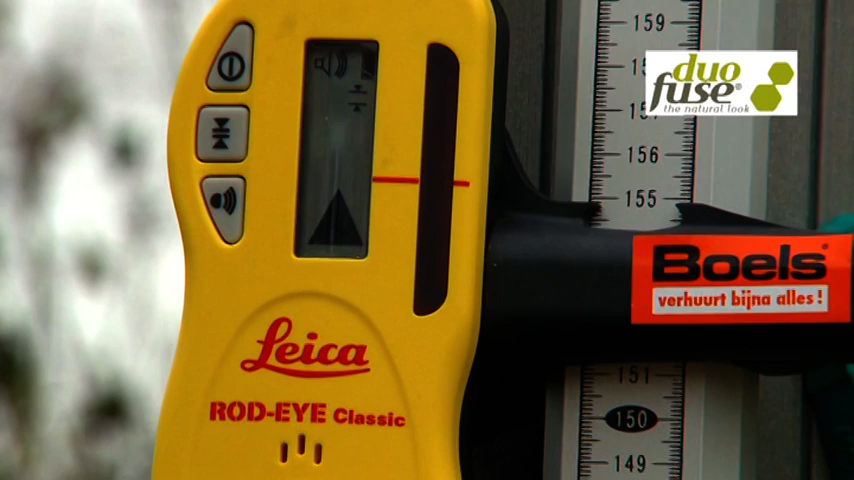 159
duo
fuse®
the natural look
156
155
Boels
verhuurt bijna alles!
Leica
ROD-EYE Classic
151
150
149